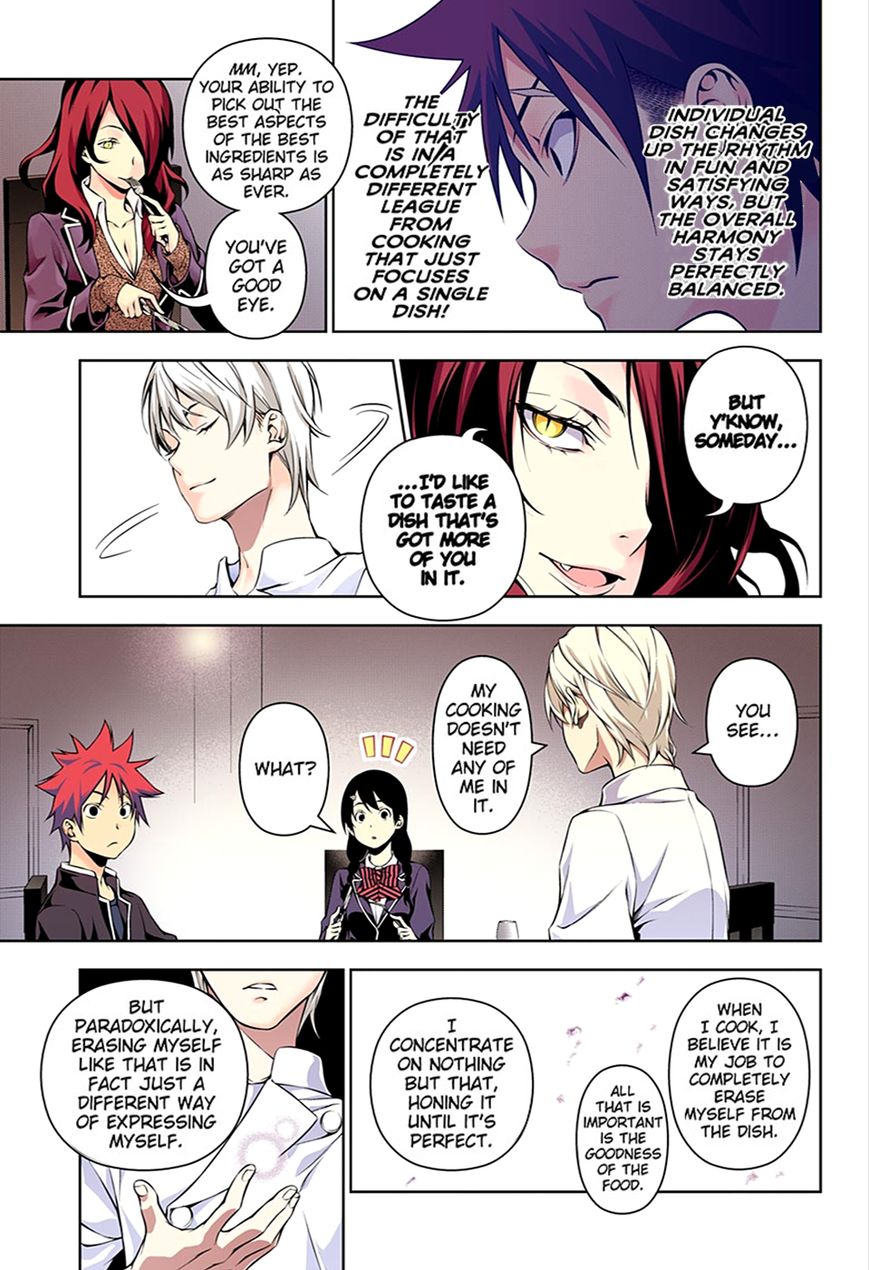 INDIVIDUAL
DISH CHANGES
UP THE RHYTHM
IN FUN AND
SATISFYING
WAYS, BUT
THE OVERALL
HARMONY
STAYS
PERFECTLY
BALANCED.
THE
DIFFICULTY
OF THAT
IS IN A
COMPLETELY
DIFFERENT
LEAGUE
FROM
COOKING
THAT JUST
FOCUSES
ON A SINGLE
DISH!
MM, YEP.
YOUR ABILITY TO
PICK OUT THE
BEST ASPECTS
OF THE BEST
INGREDIENTS IS
AS SHARP AS
EVER.
YOU'VE
GOT A
GOOD
EYE.
BUT
Y'KNOW,
SOMEDAY...
...I'D LIKE
TO TASTE A
DISH THAT'S
GOT MORE
OF YOU
IN IT.
YOU
SEE...
MY
COOKING
DOESN'T
NEED
ANY OF
ME IN
IT.
WHAT?
WHEN
I COOK, I
BELIEVE IT IS
MY JOB TO
COMPLETELY
ERASE
MYSELF FROM
THE DISH.
ALL
THAT IS
IMPORTANT
IS THE
GOODNESS
OF THE
FOOD.
I
CONCENTRATE
ON NOTHING
BUT THAT,
HONING IT
UNTIL IT'S
PERFECT.
BUT
PARADOXICALLY,
ERASING MYSELF
LIKE THAT IS IN
FACT JUST A
DIFFERENT WAY
OF EXPRESSING
MYSELF.